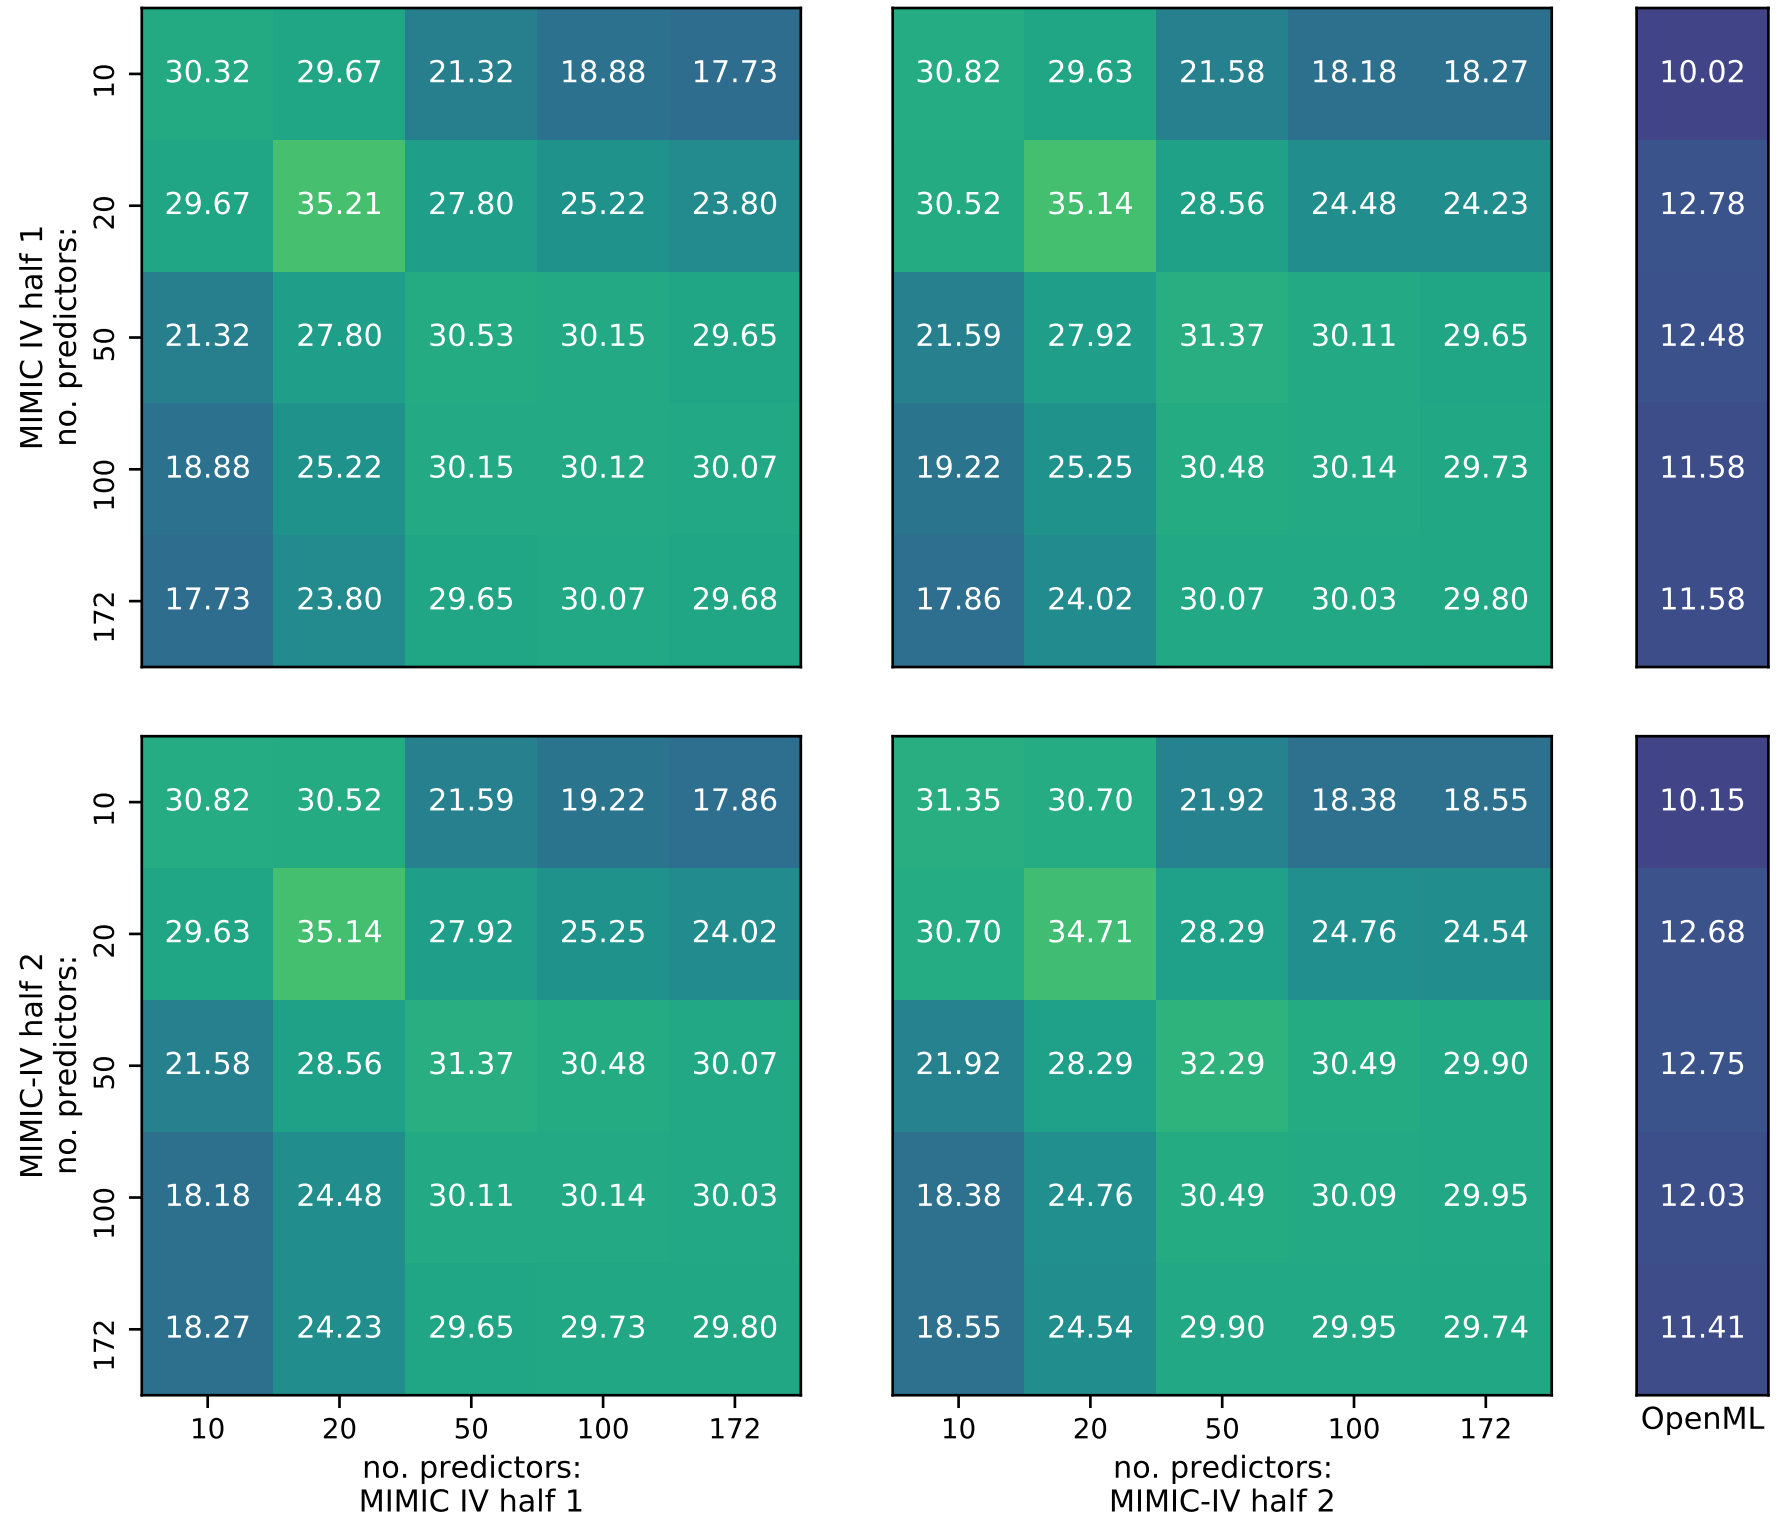 MIMIC IV half 1
no. predictors:
10 30.32 29.67 21.32 18.88 17.73 30.82 29.63 21.58 18.18 18.27 10.02
20 29.67 35.21 27.80 25.22 23.80 30.52 35.14 28.56 24.48 24.23 12.78
50 21.32 27.80 30.53 30.15 29.65 21.59 27.92 31.37 30.11 29.65 12.48
100 18.88 25.22 30.15 30.12 30.07 19.22 25.25 30.48 30.14 29.73 11.58
172 17.73 23.80 29.65 30.07 29.68 17.86 24.02 30.07 30.03 29.80 11.58
MIMIC-IV half 2
no. predictors:
10 30.82 30.52 21.59 19.22 17.86 31.35 30.70 21.92 18.38 18.55 10.15
20 29.63 35.14 27.92 25.25 24.02 30.70 34.71 28.29 24.76 24.54 12.68
50 21.58 28.56 31.37 30.48 30.07 21.92 28.29 32.29 30.49 29.90 12.75
100 18.18 24.48 30.11 30.14 30.03 18.38 24.76 30.49 30.09 29.95 12.03
172 18.27 24.23 29.65 29.73 29.80 18.55 24.54 29.90 29.95 29.74 11.41
10 20 50 100 172 10 20 50 100 172 OpenML
no. predictors:
MIMIC IV half 1
no. predictors:
MIMIC-IV half 2